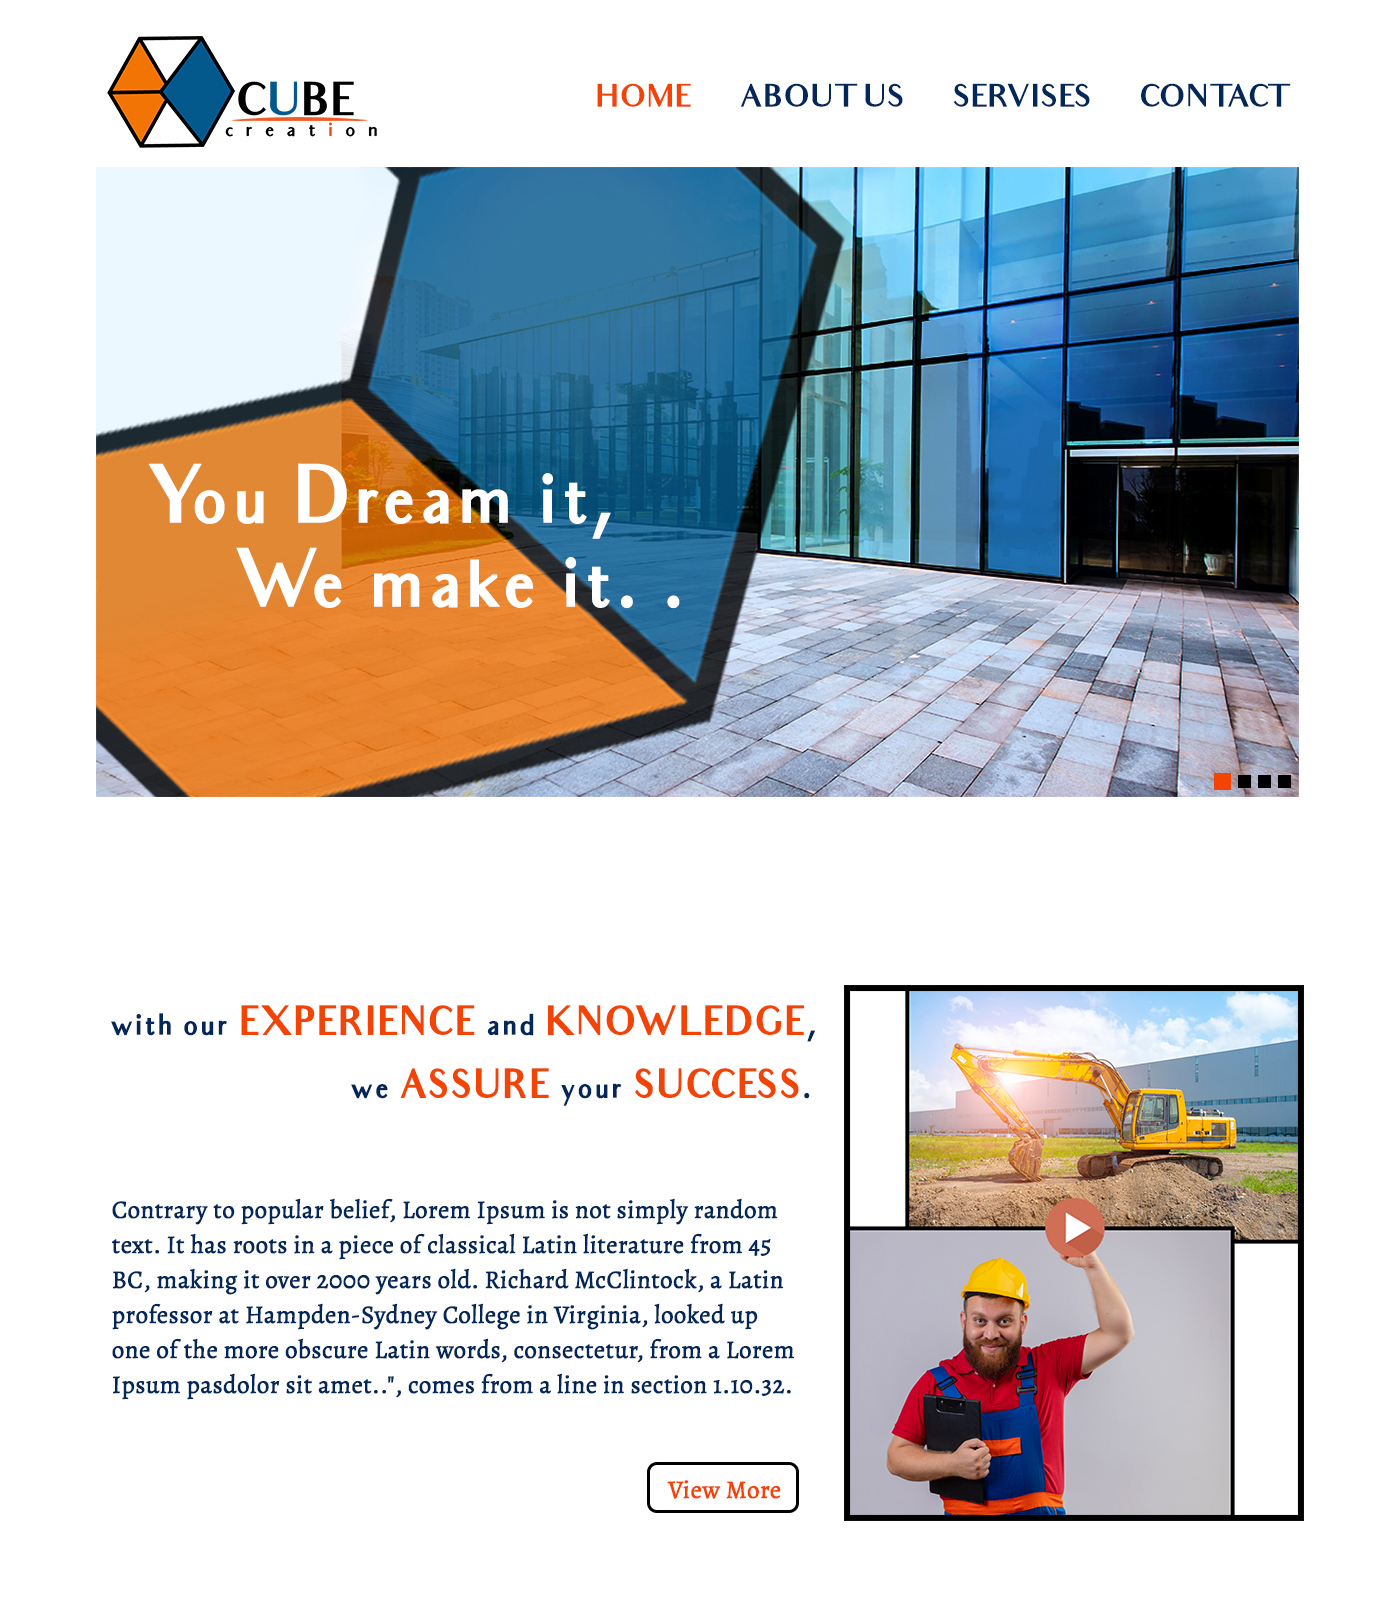 CUBE
creation
HOME ABOUT US SERVISES CONTACT
You Dream it,
We make it. .
with our EXPERIENCE and KNOWLEDGE,
we ASSURE your SUCCESS.
Contrary to popular belief, Lorem Ipsum is not simply random
text. It has roots in a piece of classical Latin literature from 45
BC, making it over 2000 years old. Richard McClintock, a Latin
professor at Hampden-Sydney College in Virginia, looked up
one of the more obscure Latin words, consectetur, from a Lorem
Ipsum pasdolor sit amet..", comes from a line in section 1.10.32.
View More